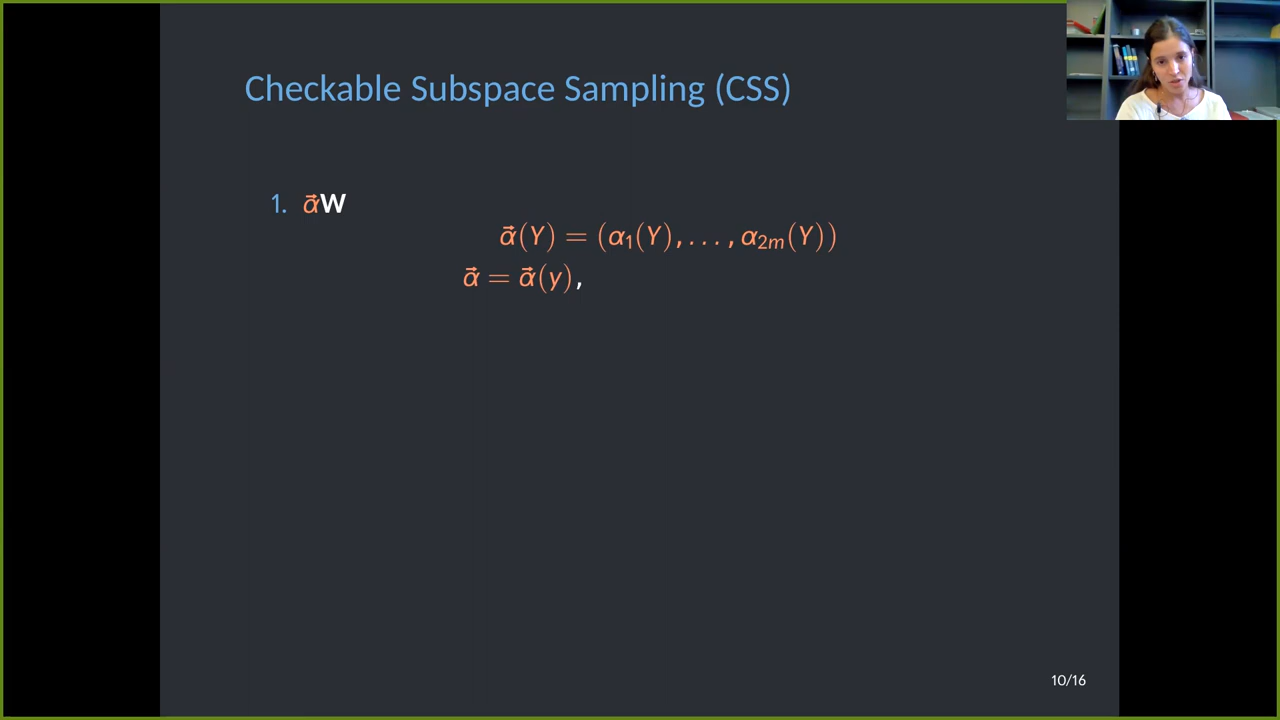 Checkable Subspace Sampling (CSS)
1. α⃗W
α⃗(Y) = (α₁(Y), . . . , α₂ₘ(Y))
α⃗ = α⃗(y),
10/16